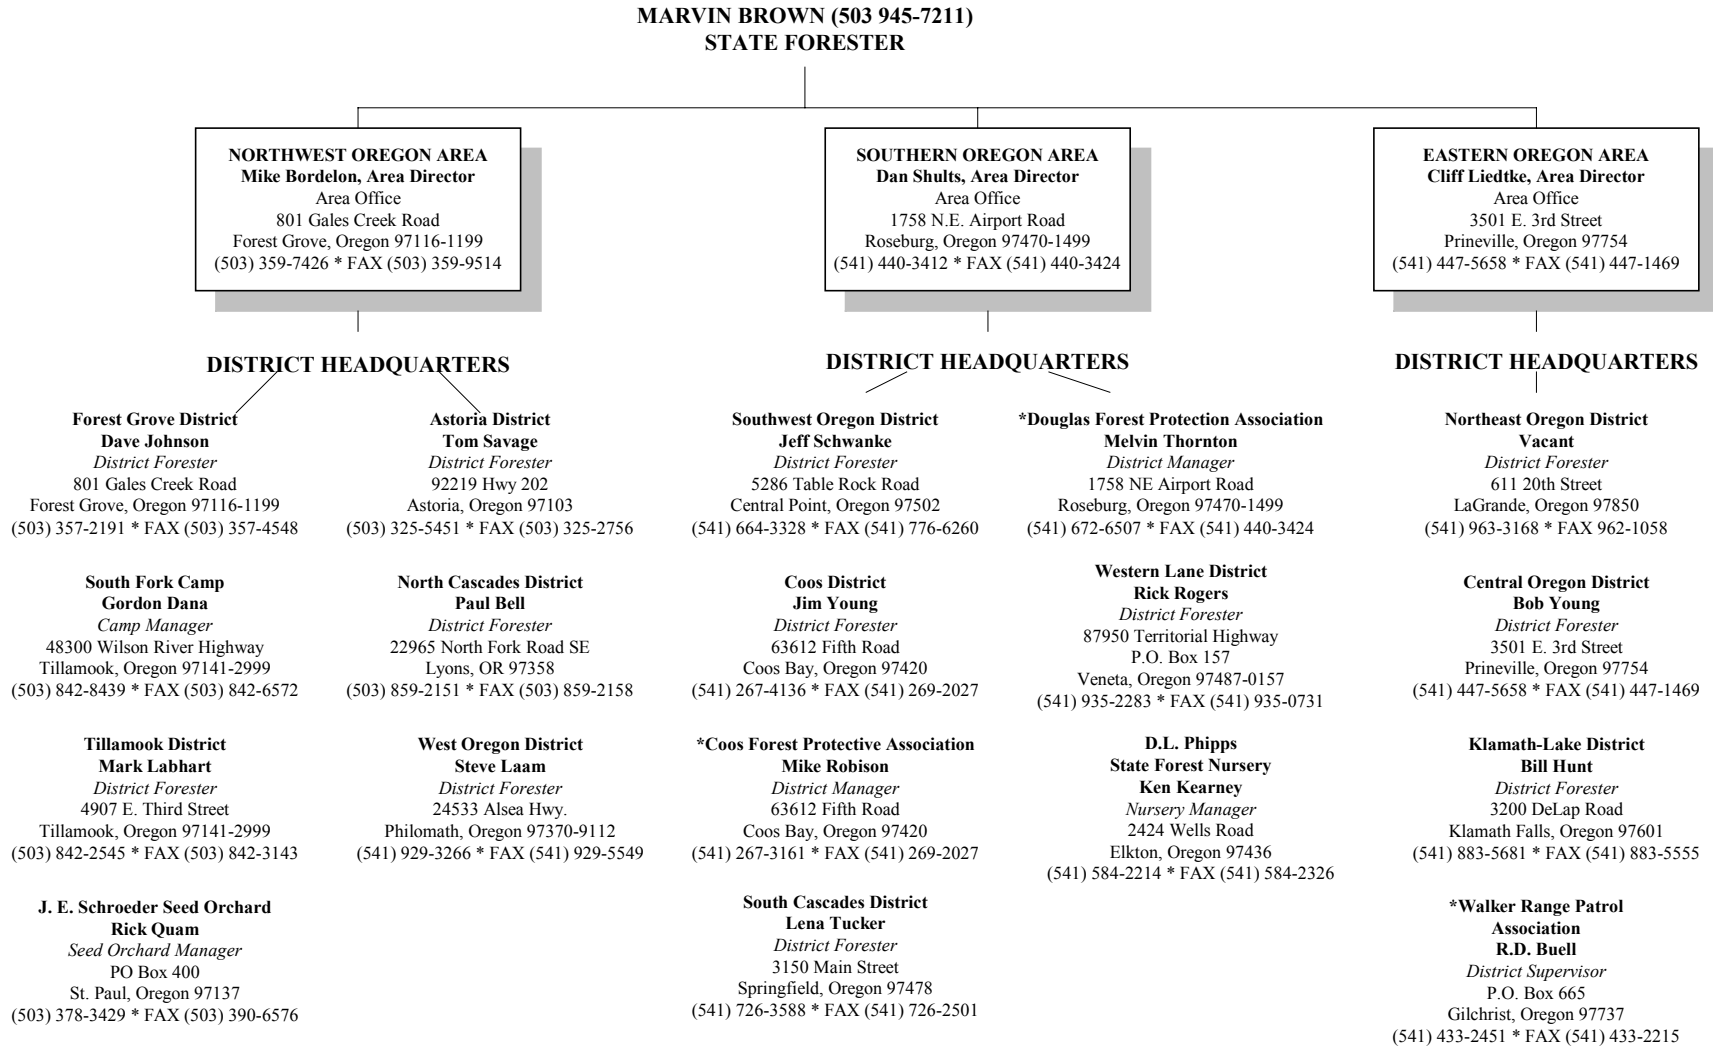 MARVIN BROWN (503 945-7211)
STATE FORESTER
NORTHWEST OREGON AREA
Mike Bordelon, Area Director
Area Office
801 Gales Creek Road
Forest Grove, Oregon 97116-1199
(503) 359-7426 * FAX (503) 359-9514
SOUTHERN OREGON AREA
Dan Shults, Area Director
Area Office
1758 N.E. Airport Road
Roseburg, Oregon 97470-1499
(541) 440-3412 * FAX (541) 440-3424
EASTERN OREGON AREA
Cliff Liedtke, Area Director
Area Office
3501 E. 3rd Street
Prineville, Oregon 97754
(541) 447-5658 * FAX (541) 447-1469
DISTRICT HEADQUARTERS
DISTRICT HEADQUARTERS
DISTRICT HEADQUARTERS
Forest Grove District
Dave Johnson
District Forester
801 Gales Creek Road
Forest Grove, Oregon 97116-1199
(503) 357-2191 * FAX (503) 357-4548
Astoria District
Tom Savage
District Forester
92219 Hwy 202
Astoria, Oregon 97103
(503) 325-5451 * FAX (503) 325-2756
Southwest Oregon District
Jeff Schwanke
District Forester
5286 Table Rock Road
Central Point, Oregon 97502
(541) 664-3328 * FAX (541) 776-6260
*Douglas Forest Protection Association
Melvin Thornton
District Manager
1758 NE Airport Road
Roseburg, Oregon 97470-1499
(541) 672-6507 * FAX (541) 440-3424
Northeast Oregon District
Vacant
District Forester
611 20th Street
LaGrande, Oregon 97850
(541) 963-3168 * FAX 962-1058
South Fork Camp
Gordon Dana
Camp Manager
48300 Wilson River Highway
Tillamook, Oregon 97141-2999
(503) 842-8439 * FAX (503) 842-6572
North Cascades District
Paul Bell
District Forester
22965 North Fork Road SE
Lyons, OR 97358
(503) 859-2151 * FAX (503) 859-2158
Coos District
Jim Young
District Forester
63612 Fifth Road
Coos Bay, Oregon 97420
(541) 267-4136 * FAX (541) 269-2027
Western Lane District
Rick Rogers
District Forester
87950 Territorial Highway
P.O. Box 157
Veneta, Oregon 97487-0157
(541) 935-2283 * FAX (541) 935-0731
Central Oregon District
Bob Young
District Forester
3501 E. 3rd Street
Prineville, Oregon 97754
(541) 447-5658 * FAX (541) 447-1469
Tillamook District
Mark Labhart
District Forester
4907 E. Third Street
Tillamook, Oregon 97141-2999
(503) 842-2545 * FAX (503) 842-3143
West Oregon District
Steve Laam
District Forester
24533 Alsea Hwy.
Philomath, Oregon 97370-9112
(541) 929-3266 * FAX (541) 929-5549
*Coos Forest Protective Association
Mike Robison
District Manager
63612 Fifth Road
Coos Bay, Oregon 97420
(541) 267-3161 * FAX (541) 269-2027
D.L. Phipps
State Forest Nursery
Ken Kearney
Nursery Manager
2424 Wells Road
Elkton, Oregon 97436
(541) 584-2214 * FAX (541) 584-2326
Klamath-Lake District
Bill Hunt
District Forester
3200 DeLap Road
Klamath Falls, Oregon 97601
(541) 883-5681 * FAX (541) 883-5555
J. E. Schroeder Seed Orchard
Rick Quam
Seed Orchard Manager
PO Box 400
St. Paul, Oregon 97137
(503) 378-3429 * FAX (503) 390-6576
South Cascades District
Lena Tucker
District Forester
3150 Main Street
Springfield, Oregon 97478
(541) 726-3588 * FAX (541) 726-2501
*Walker Range Patrol
Association
R.D. Buell
District Supervisor
P.O. Box 665
Gilchrist, Oregon 97737
(541) 433-2451 * FAX (541) 433-2215